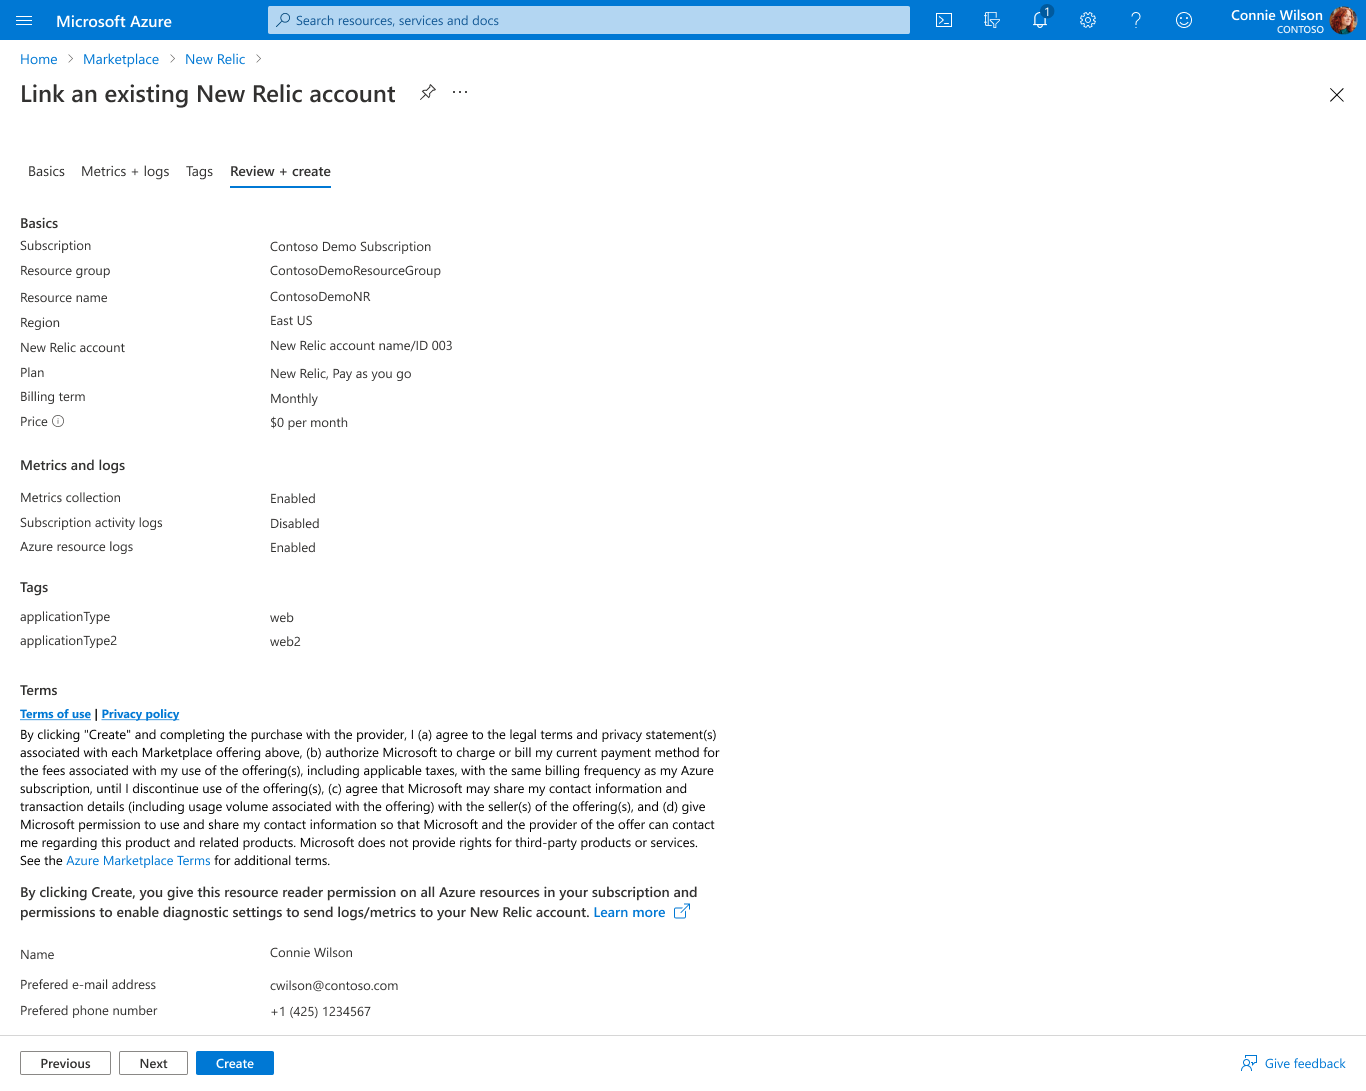 Microsoft Azure
Search resources, services and docs
1
Connie Wilson
CONTOSO
Home > Marketplace > New Relic >
Link an existing New Relic account
Basics Metrics + logs Tags Review + create
Basics
Subscription Contoso Demo Subscription
Resource group ContosoDemoResourceGroup
Resource name ContosoDemoNR
Region East US
New Relic account New Relic account name/ID 003
Plan New Relic, Pay as you go
Billing term Monthly
Price $0 per month
Metrics and logs
Metrics collection Enabled
Subscription activity logs Disabled
Azure resource logs Enabled
Tags
applicationType web
applicationType2 web2
Terms
Terms of use | Privacy policy
By clicking "Create" and completing the purchase with the provider, I (a) agree to the legal terms and privacy statement(s)
associated with each Marketplace offering above, (b) authorize Microsoft to charge or bill my current payment method for
the fees associated with my use of the offering(s), including applicable taxes, with the same billing frequency as my Azure
subscription, until I discontinue use of the offering(s), (c) agree that Microsoft may share my contact information and
transaction details (including usage volume associated with the offering) with the seller(s) of the offering(s), and (d) give
Microsoft permission to use and share my contact information so that Microsoft and the provider of the offer can contact
me regarding this product and related products. Microsoft does not provide rights for third-party products or services.
See the Azure Marketplace Terms for additional terms.
By clicking Create, you give this resource reader permission on all Azure resources in your subscription and
permissions to enable diagnostic settings to send logs/metrics to your New Relic account. Learn more
Name Connie Wilson
Prefered e-mail address cwilson@contoso.com
Prefered phone number +1 (425) 1234567
Previous Next Create Give feedback